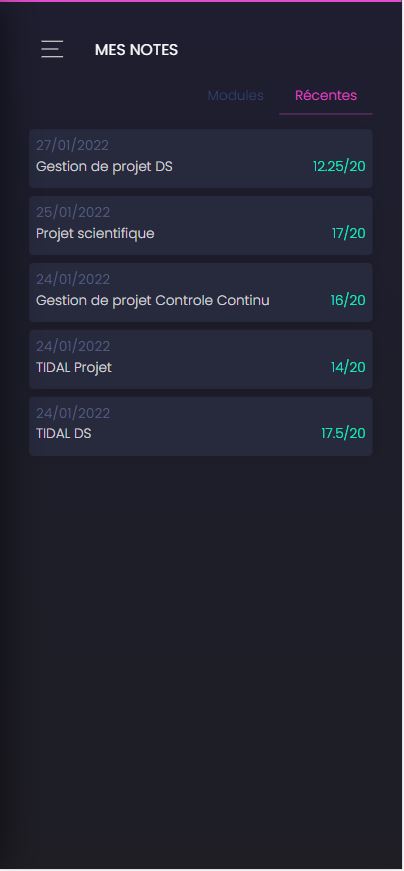 MES NOTES
Modules Récentes
27/01/2022
Gestion de projet DS 12.25/20
25/01/2022
Projet scientifique 17/20
24/01/2022
Gestion de projet Controle Continu 16/20
24/01/2022
TIDAL Projet 14/20
24/01/2022
TIDAL DS 17.5/20